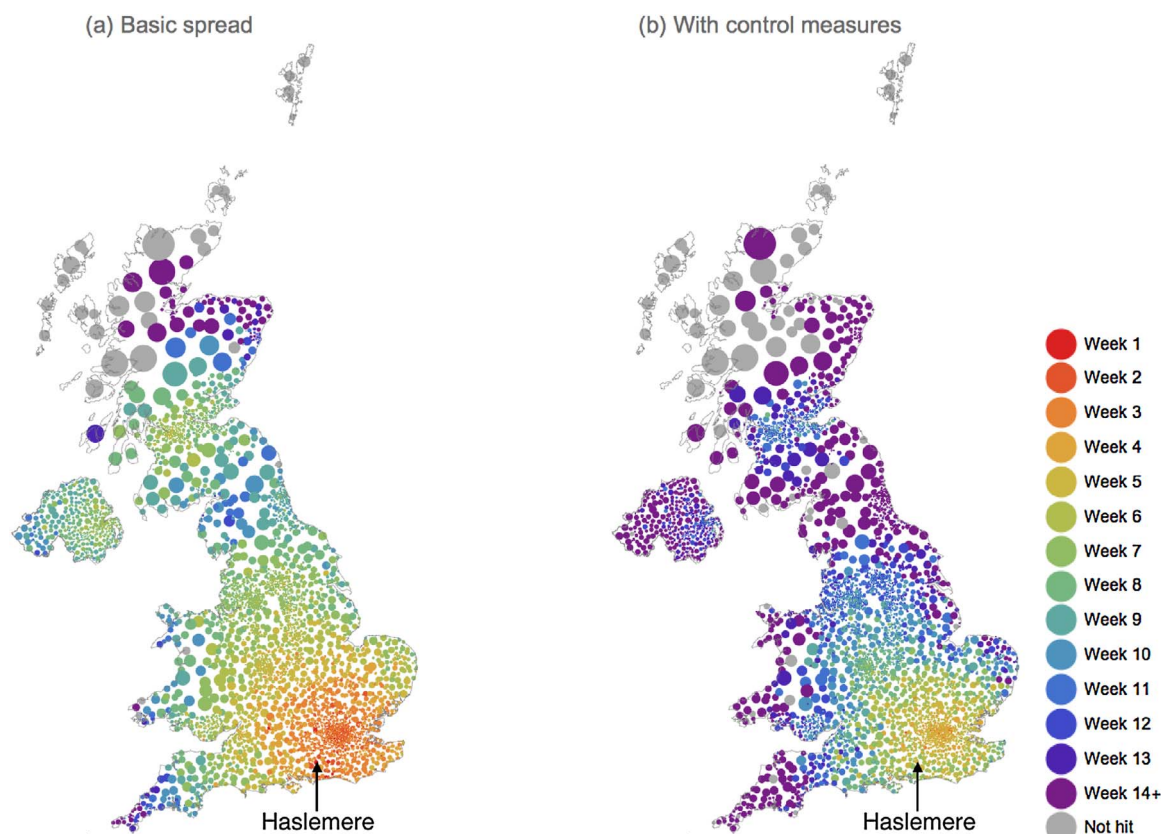 (a) Basic spread
(b) With control measures
Week 1
Week 2
Week 3
Week 4
Week 5
Week 6
Week 7
Week 8
Week 9
Week 10
Week 11
Week 12
Week 13
Week 14+
Not hit
Haslemere
Haslemere